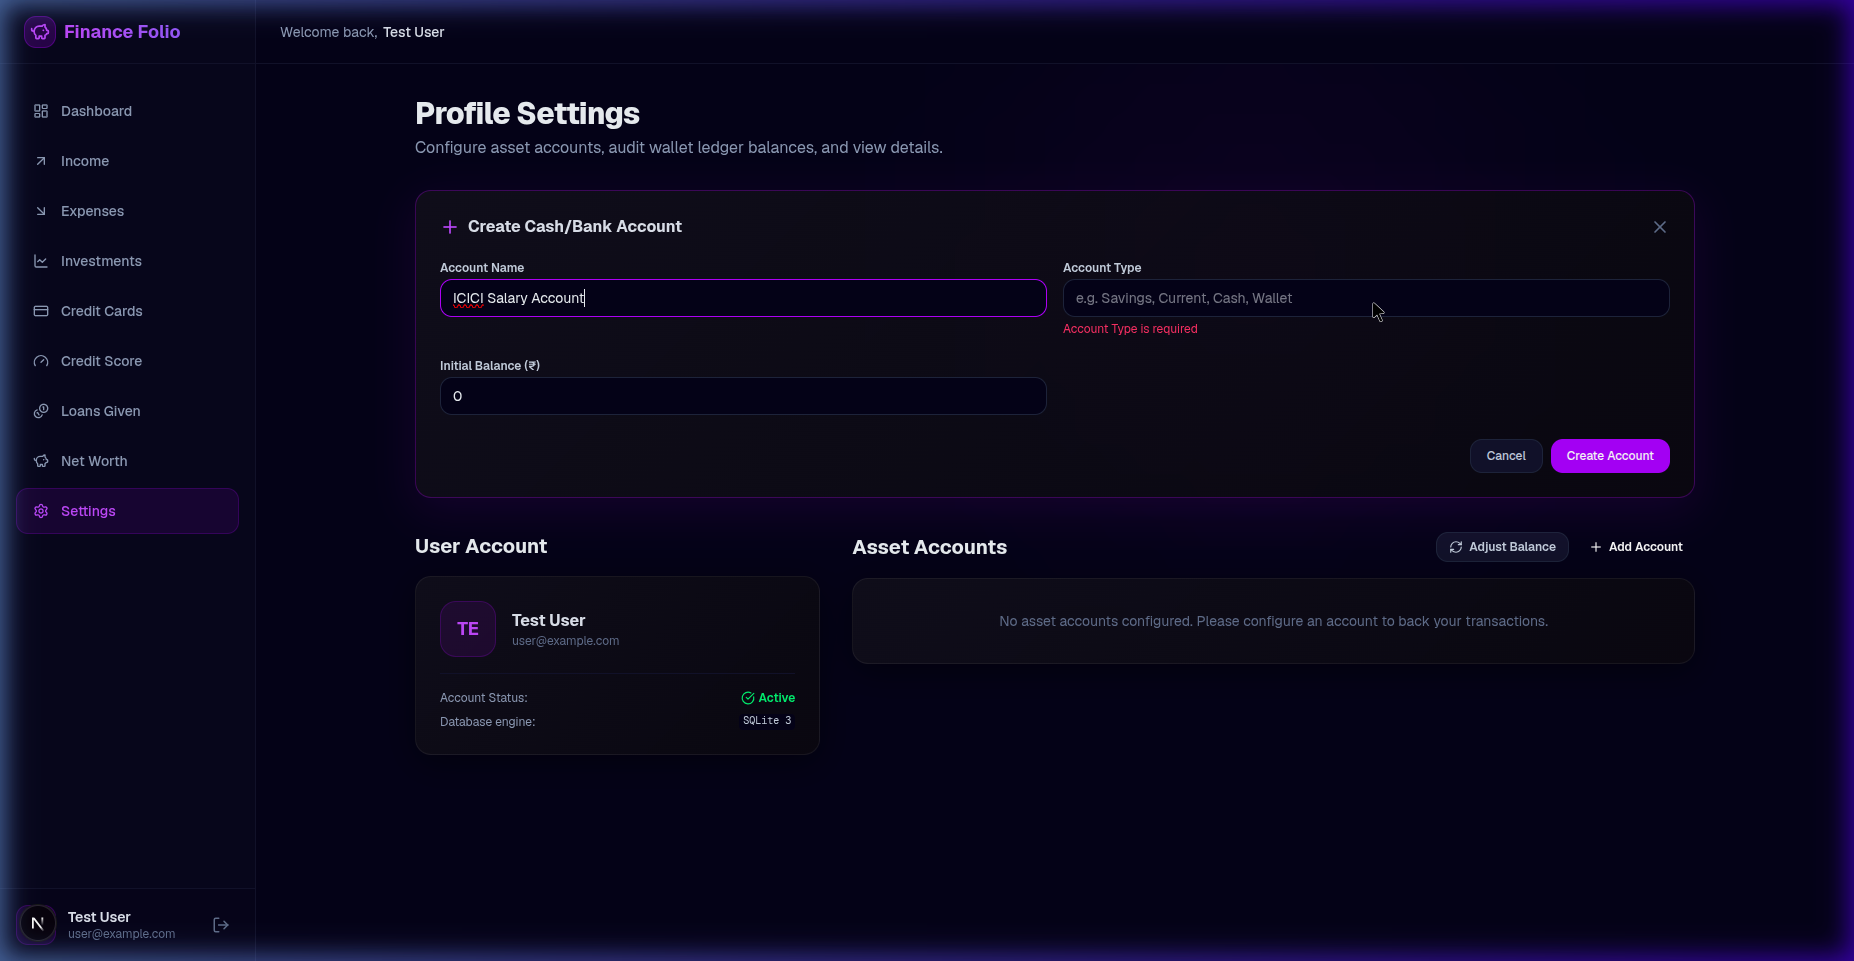 Finance Folio
Welcome back, Test User
Dashboard
Income
Expenses
Investments
Credit Cards
Credit Score
Loans Given
Net Worth
Settings
Profile Settings
Configure asset accounts, audit wallet ledger balances, and view details.
Create Cash/Bank Account
Account Name
ICICI Salary Account
Account Type
e.g. Savings, Current, Cash, Wallet
Account Type is required
Initial Balance (₹)
0
Cancel
Create Account
User Account
TE
Test User
user@example.com
Account Status:
Active
Database engine:
SQLite 3
Asset Accounts
Adjust Balance
Add Account
No asset accounts configured. Please configure an account to back your transactions.
N
Test User
user@example.com